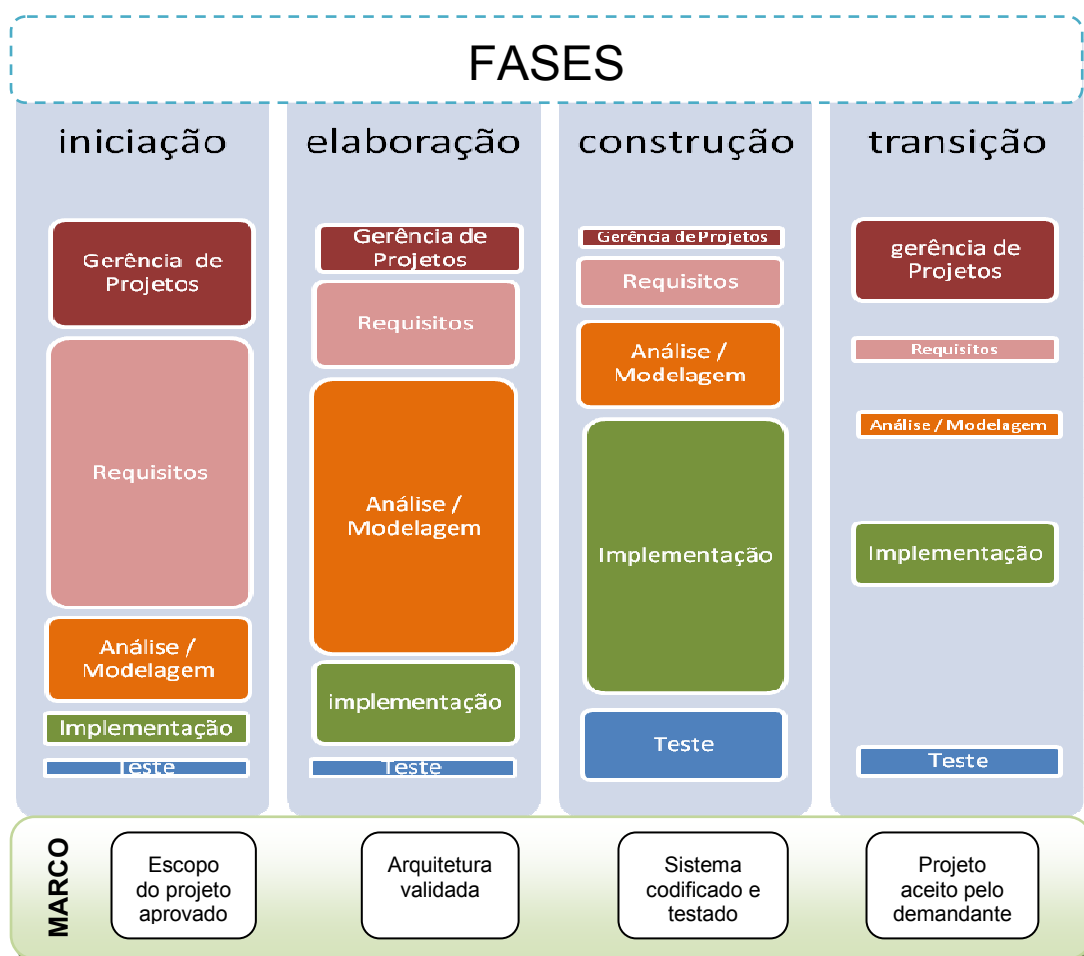 FASES
iniciação
Gerência de
Projetos
Requisitos
Análise /
Modelagem
Implementação
Teste
elaboração
Gerência de
Projetos
Requisitos
Análise /
Modelagem
implementação
Teste
construção
Gerência de Projetos
Requisitos
Análise /
Modelagem
Implementação
Teste
transição
gerência de
Projetos
Requisitos
Análise / Modelagem
Implementação
Teste
MARCO
Escopo
do projeto
aprovado
Arquitetura
validada
Sistema
codificado e
testado
Projeto
aceito pelo
demandante